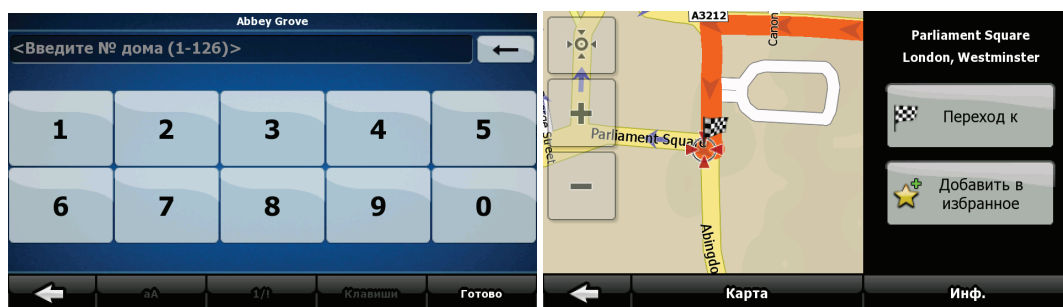 Abbey Grove
<Введите № дома (1-126)>
1 2 3 4 5
6 7 8 9 0
aA 1/! Клавиши Готово
A3212
Canon
Parliament Square
Street
Abingdo
Parliament Square
London, Westminster
Переход к
Добавить в
избранное
Карта Инф.